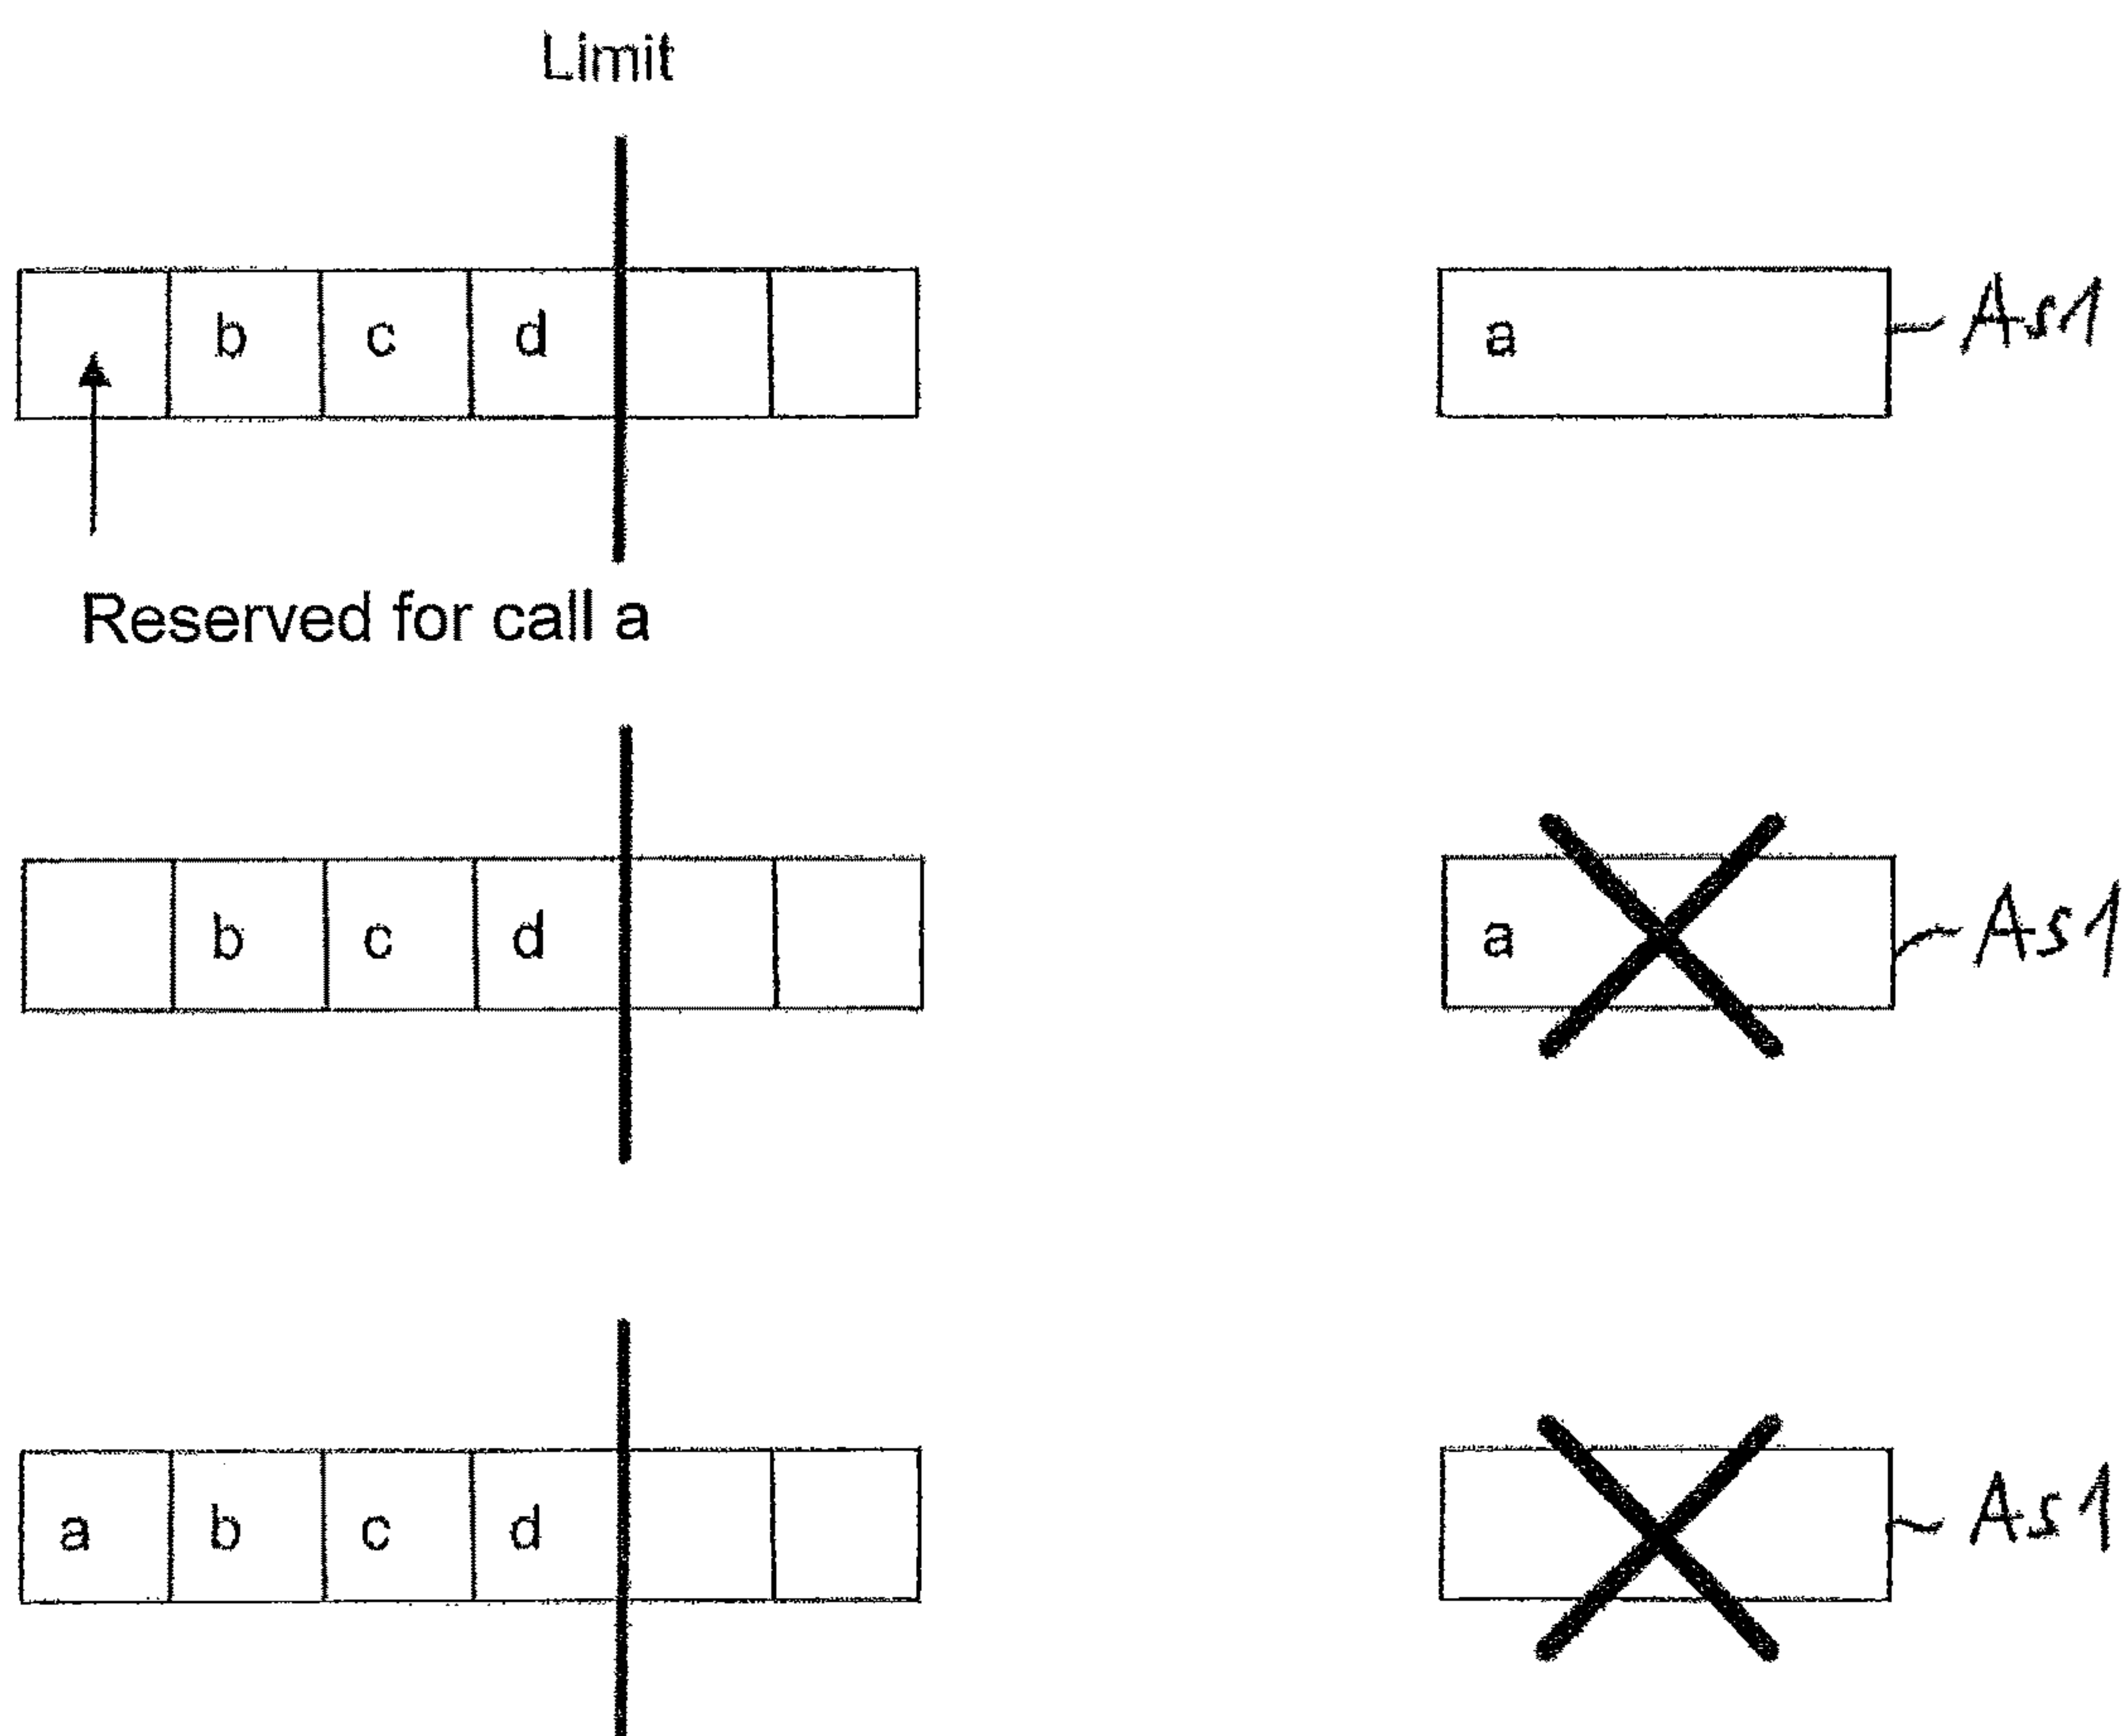 Limit
b c d a As1
Reserved for call a
b c d a As1
a b c d As1